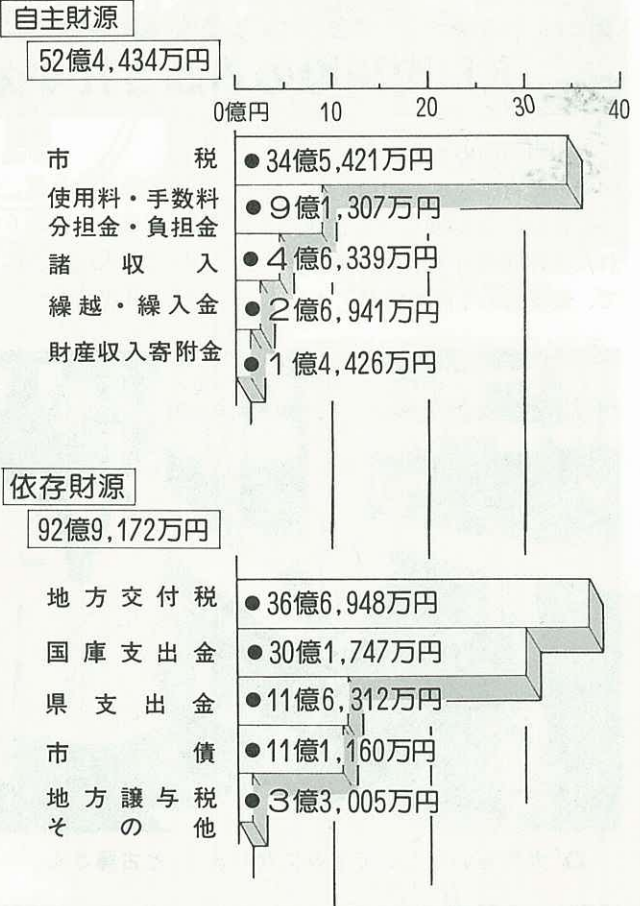 自主財源
52億4,434万円
0億円 10 20 30 40
市税
●34億5,421万円
使用料・手数料
分担金・負担金
●9億1,307万円
諸収入
●4億6,339万円
繰越・繰入金
●2億6,941万円
財産収入寄附金
●1億4,426万円
依存財源
92億9,172万円
地方交付税
●36億6,948万円
国庫支出金
●30億1,747万円
県支出金
●11億6,312万円
市債
●11億1,160万円
地方譲与税
その他
●3億3,005万円